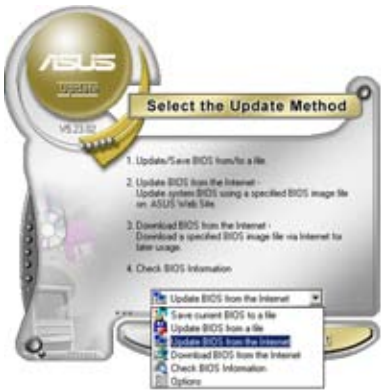 ASUS
Update
V5.23.02
Select the Update Method
1. Update/Save BIOS from/to a file
2. Update BIOS from the Internet -
Update system BIOS using a specified BIOS image file
on ASUS Web Site.
3. Download BIOS from the Internet -
Download a specified BIOS image file via Internet for
later usage.
4. Check BIOS Information
Update BIOS from the Internet
Save current BIOS to a file
Update BIOS from a file
Update BIOS from the Internet
Download BIOS from the Internet
Check BIOS Information
Options